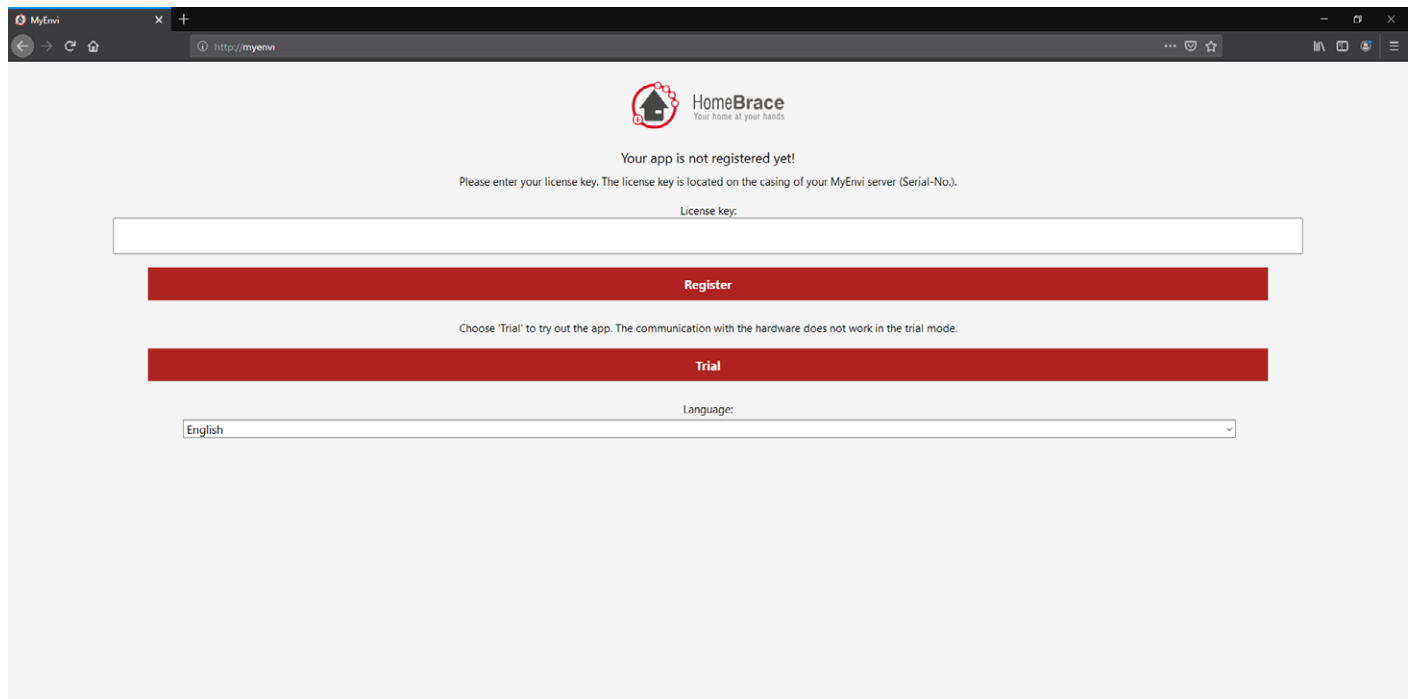 MyEnvi
http://myenvi
HomeBrace
Your home at your hands
Your app is not registered yet!
Please enter your license key. The license key is located on the casing of your MyEnvi server (Serial-No.).
License key:
Register
Choose 'Trial' to try out the app. The communication with the hardware does not work in the trial mode.
Trial
Language:
English